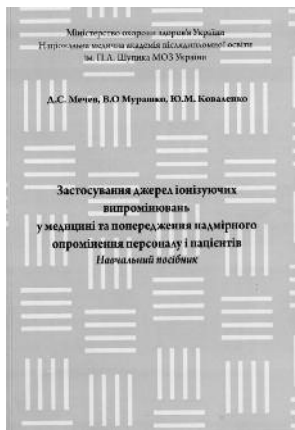 Міністерство охорони здоров'я України
Національна медична академія післядипломної освіти
ім. П.Л. Шупика МОЗ України
Д.С. Мечев, В.О Мурашко, Ю.М. Коваленко
Застосування джерел іонізуючих
випромінювань
у медицині та попередження надмірного
опромінення персоналу і пацієнтів
Навчальний посібник